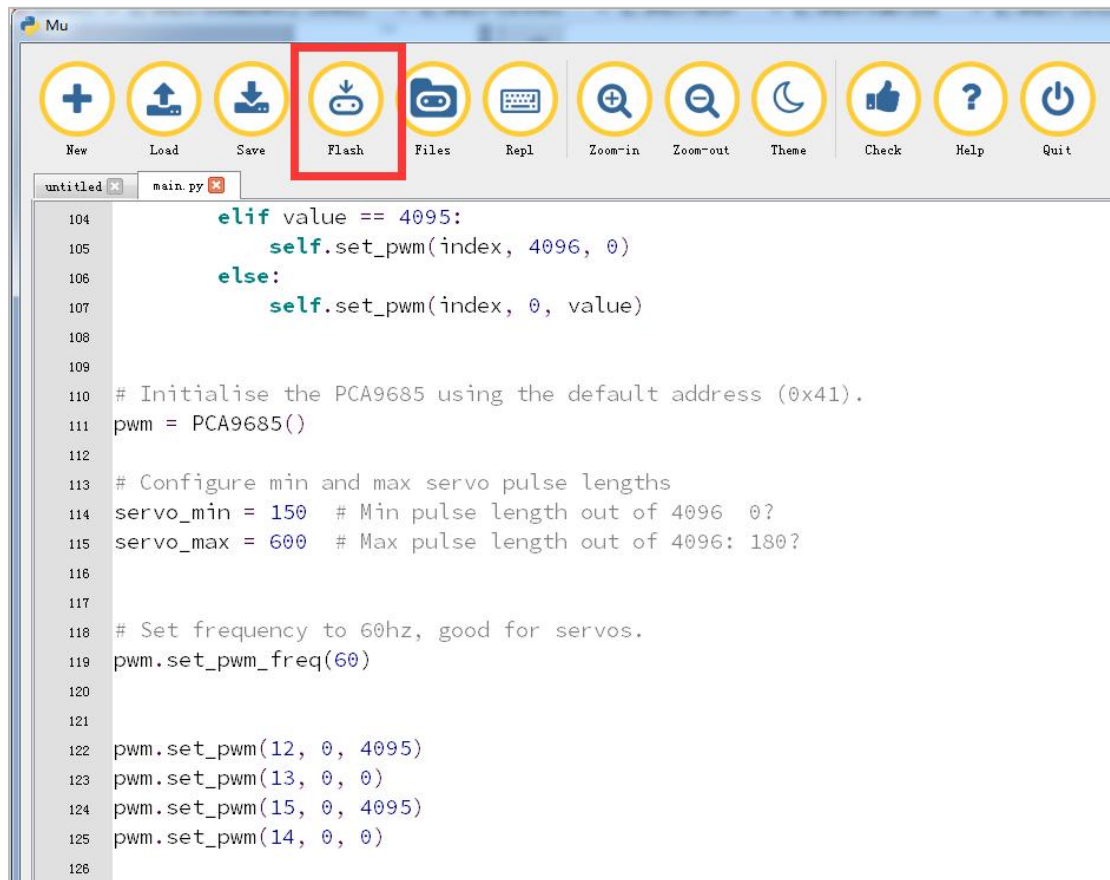 Mu
New Load Save Flash Files Repl Zoom-in Zoom-out Theme Check Help Quit
untitled main.py
104         elif value == 4095:
105             self.set_pwm(index, 4096, 0)
106         else:
107             self.set_pwm(index, 0, value)
108
109
110 # Initialise the PCA9685 using the default address (0x41).
111 pwm = PCA9685()
112
113 # Configure min and max servo pulse lengths
114 servo_min = 150  # Min pulse length out of 4096  0?
115 servo_max = 600  # Max pulse length out of 4096: 180?
116
117
118 # Set frequency to 60hz, good for servos.
119 pwm.set_pwm_freq(60)
120
121
122 pwm.set_pwm(12, 0, 4095)
123 pwm.set_pwm(13, 0, 0)
124 pwm.set_pwm(15, 0, 4095)
125 pwm.set_pwm(14, 0, 0)
126